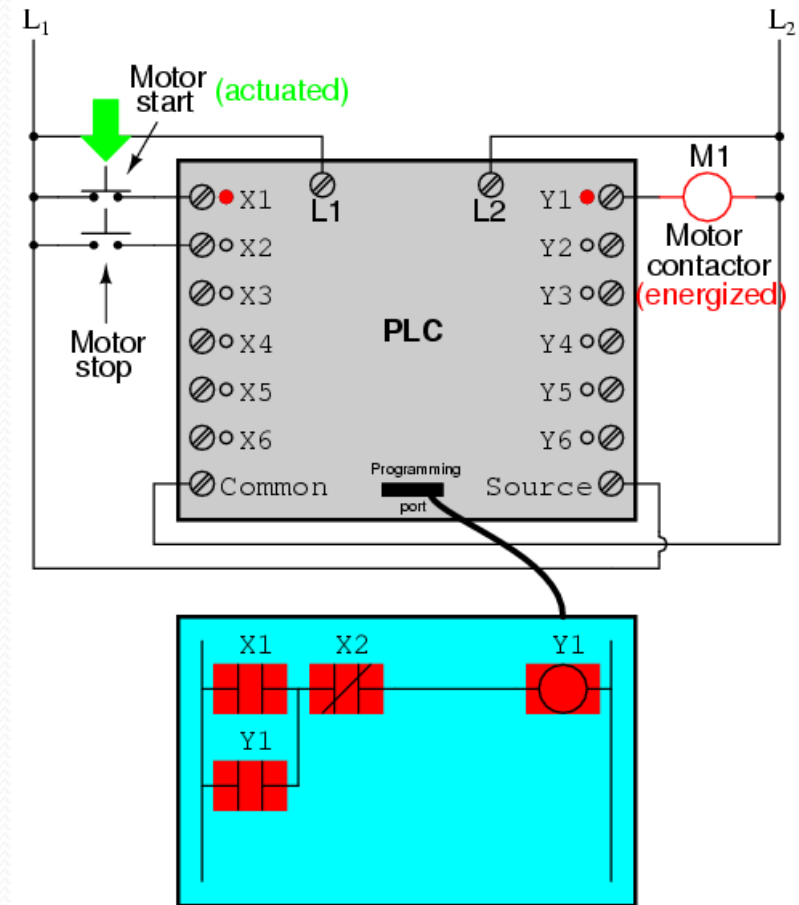 L1 L2
Motor
start (actuated)
M1
X1 L1 L2 Y1
Motor
contactor
(energized)
X2 Y2
X3 Y3
Motor
stop
X4 PLC Y4
X5 Y5
X6 Y6
Common Programming
port Source
X1 X2 Y1
Y1